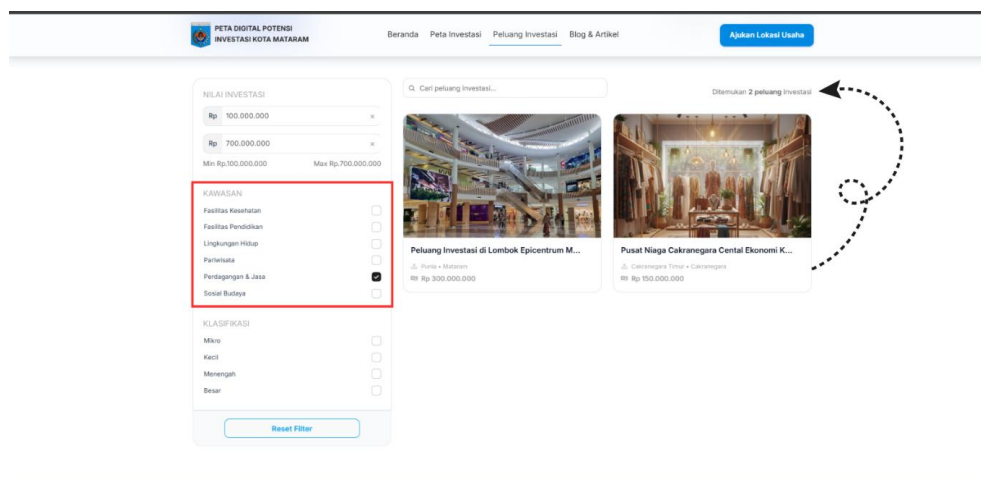 PETA DIGITAL POTENSI
INVESTASI KOTA MATARAM
Beranda Peta Investasi Peluang Investasi Blog & Artikel
Ajukan Lokasi Usaha
NILAI INVESTASI
Rp 100.000.000 ×
Rp 700.000.000 ×
Min Rp.100.000.000 Max Rp.700.000.000
KAWASAN
Fasilitas Kesehatan
Fasilitas Pendidikan
Lingkungan Hidup
Pariwisata
Perdagangan & Jasa
Sosial Budaya
KLASIFIKASI
Mikro
Kecil
Menengah
Besar
Reset Filter
Cari peluang investasi...
Ditemukan 2 peluang investasi
Peluang Investasi di Lombok Epicentrum M...
Punia • Mataram
Rp 300.000.000
Pusat Niaga Cakranegara Cental Ekonomi K...
Cakranegara Timur • Cakranegara
Rp 150.000.000